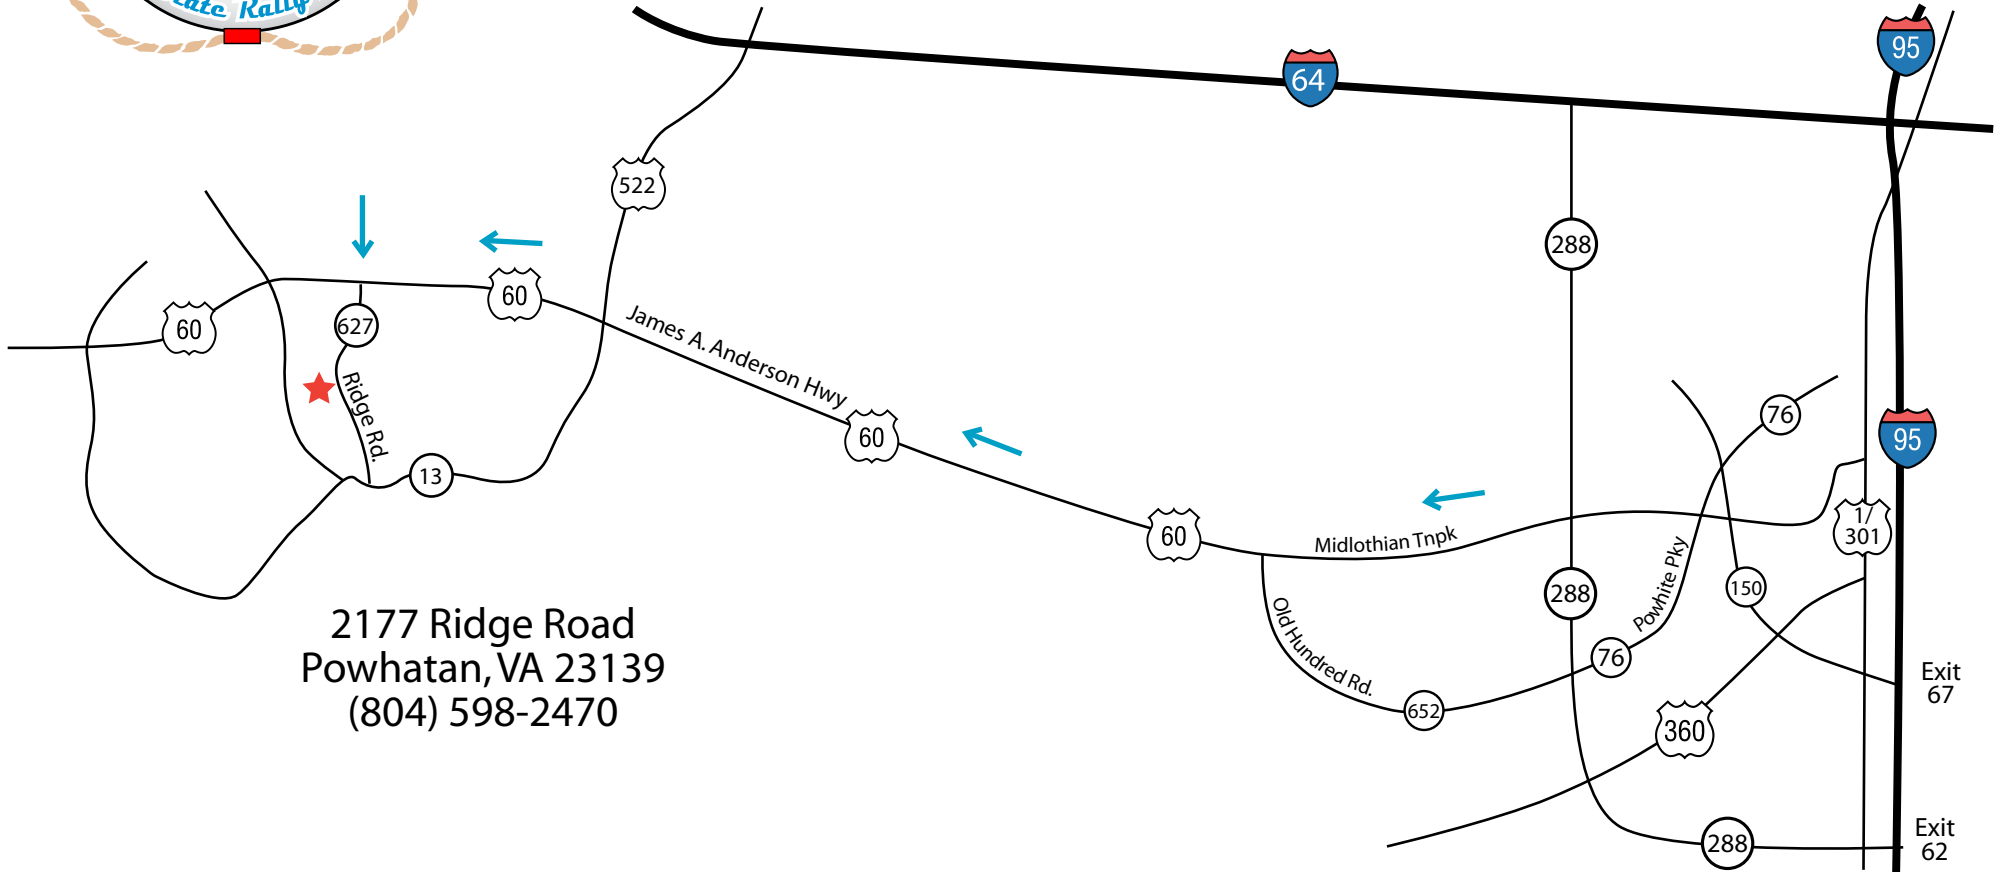 State Rally
95
64
522
288
60
60
James A. Anderson Hwy
627
Ridge Rd.
76
60
95
13
1/
301
60
Midlothian Tnpk
288
Powhite Pky
150
Old Hundred Rd.
2177 Ridge Road
Powhatan, VA 23139
(804) 598-2470
76
Exit
67
652
360
Exit
62
288